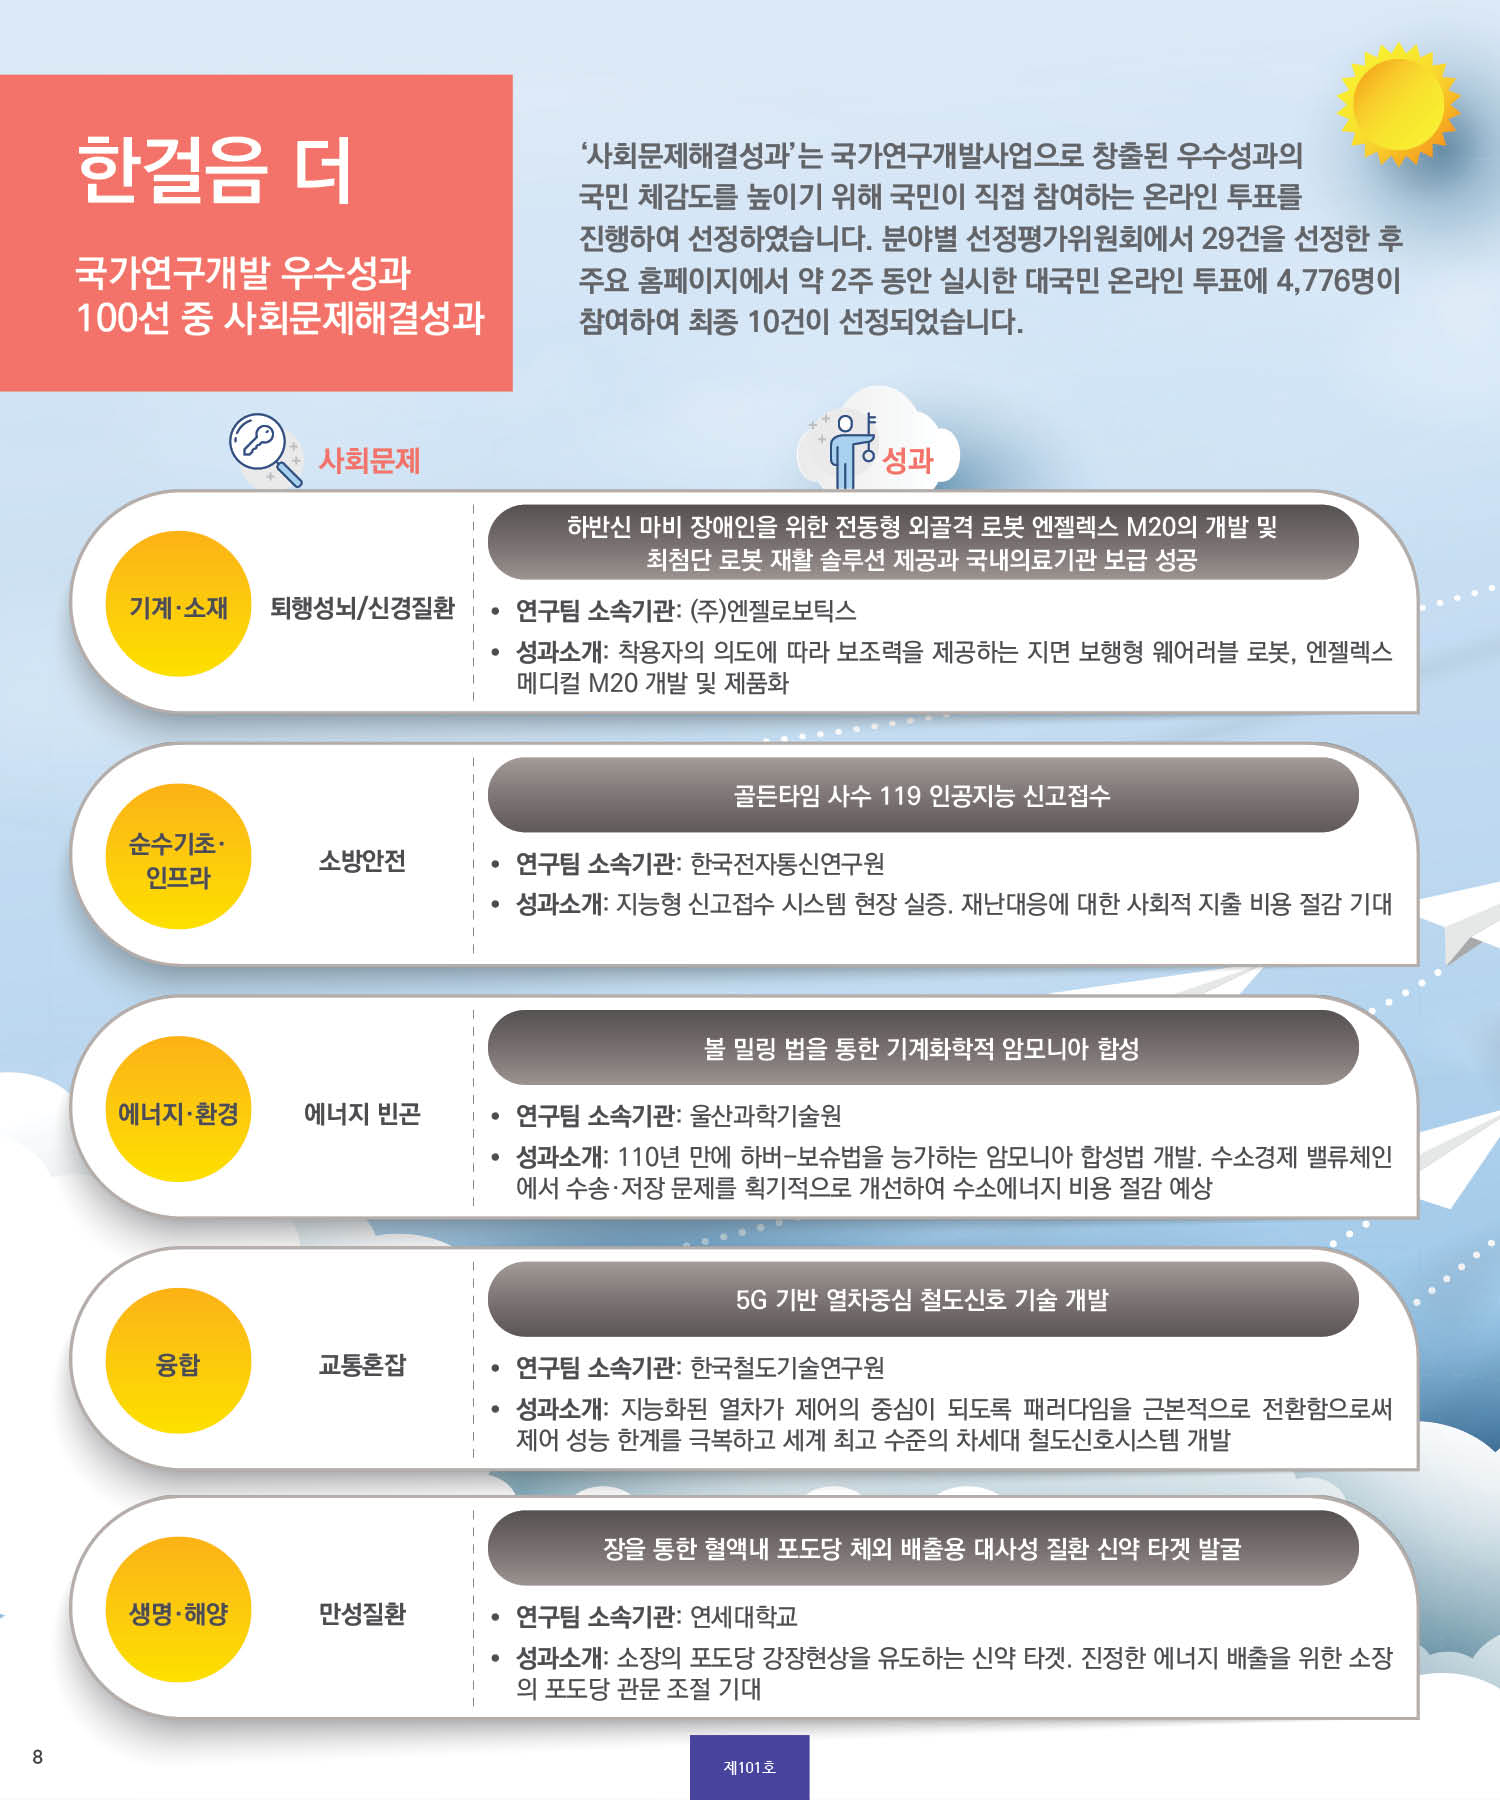 한걸음 더
국가연구개발 우수성과
100선 중 사회문제해결성과
‘사회문제해결성과’는 국가연구개발사업으로 창출된 우수성과의
국민 체감도를 높이기 위해 국민이 직접 참여하는 온라인 투표를
진행하여 선정하였습니다. 분야별 선정평가위원회에서 29건을 선정한 후
주요 홈페이지에서 약 2주 동안 실시한 대국민 온라인 투표에 4,776명이
참여하여 최종 10건이 선정되었습니다.
사회문제
성과
기계·소재
퇴행성뇌/신경질환
하반신 마비 장애인을 위한 전동형 외골격 로봇 엔젤렉스 M20의 개발 및
최첨단 로봇 재활 솔루션 제공과 국내의료기관 보급 성공
• 연구팀 소속기관: (주)엔젤로보틱스
• 성과소개: 착용자의 의도에 따라 보조력을 제공하는 지면 보행형 웨어러블 로봇, 엔젤렉스
메디컬 M20 개발 및 제품화
순수기초·
인프라
소방안전
골든타임 사수 119 인공지능 신고접수
• 연구팀 소속기관: 한국전자통신연구원
• 성과소개: 지능형 신고접수 시스템 현장 실증. 재난대응에 대한 사회적 지출 비용 절감 기대
에너지·환경
에너지 빈곤
볼 밀링 법을 통한 기계화학적 암모니아 합성
• 연구팀 소속기관: 울산과학기술원
• 성과소개: 110년 만에 하버-보슈법을 능가하는 암모니아 합성법 개발. 수소경제 밸류체인
에서 수송·저장 문제를 획기적으로 개선하여 수소에너지 비용 절감 예상
융합
교통혼잡
5G 기반 열차중심 철도신호 기술 개발
• 연구팀 소속기관: 한국철도기술연구원
• 성과소개: 지능화된 열차가 제어의 중심이 되도록 패러다임을 근본적으로 전환함으로써
제어 성능 한계를 극복하고 세계 최고 수준의 차세대 철도신호시스템 개발
생명·해양
만성질환
장을 통한 혈액내 포도당 체외 배출용 대사성 질환 신약 타겟 발굴
• 연구팀 소속기관: 연세대학교
• 성과소개: 소장의 포도당 강장현상을 유도하는 신약 타겟. 진정한 에너지 배출을 위한 소장
의 포도당 관문 조절 기대
8
제101호